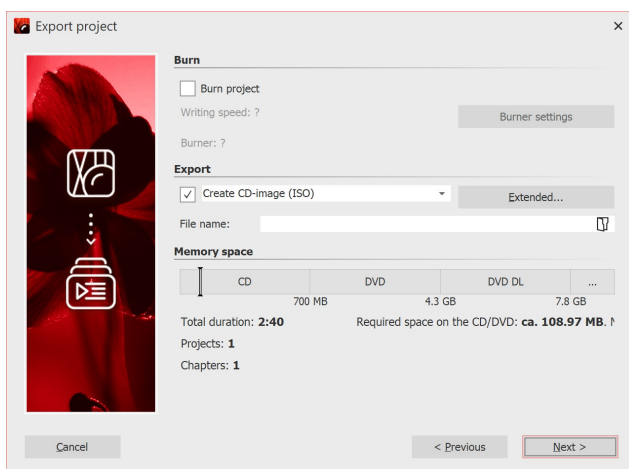 Export project
Burn
Burn project
Writing speed: ?
Burner settings
Burner: ?
Export
Create CD-image (ISO)
Extended...
File name:
Memory space
CD DVD DVD DL ...
700 MB 4.3 GB 7.8 GB
Total duration: 2:40 Required space on the CD/DVD: ca. 108.97 MB.
Projects: 1
Chapters: 1
Cancel < Previous Next >